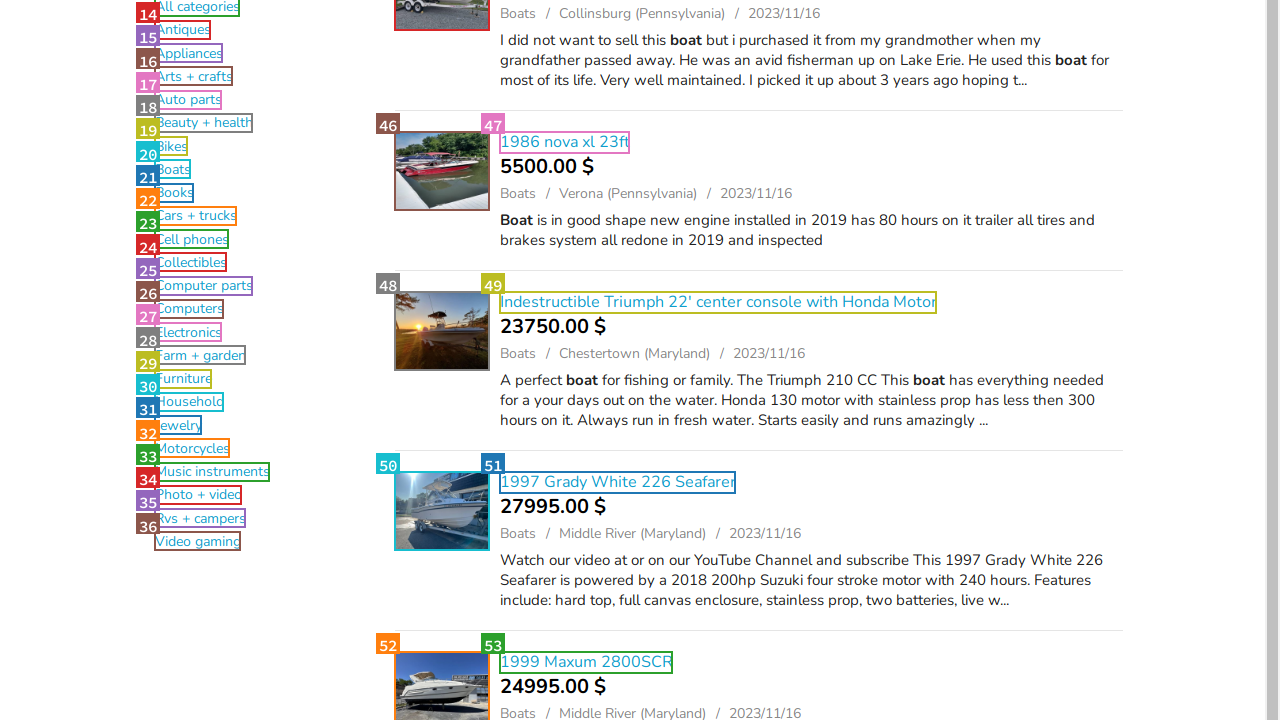 14 All categories
15 Antiques
16 Appliances
17 Arts + crafts
18 Auto parts
19 Beauty + health
20 Bikes
21 Boats
22 Books
23 Cars + trucks
24 Cell phones
25 Collectibles
26 Computer parts
27 Computers
28 Electronics
29 Farm + garden
30 Furniture
31 Household
32 Jewelry
33 Motorcycles
34 Music instruments
35 Photo + video
36 Rvs + campers
Video gaming
Boats / Collinsburg (Pennsylvania) / 2023/11/16
I did not want to sell this boat but i purchased it from my grandmother when my
grandfather passed away. He was an avid fisherman up on Lake Erie. He used this boat for
most of its life. Very well maintained. I picked it up about 3 years ago hoping t...
46 47
1986 nova xl 23ft
5500.00 $
Boats / Verona (Pennsylvania) / 2023/11/16
Boat is in good shape new engine installed in 2019 has 80 hours on it trailer all tires and
brakes system all redone in 2019 and inspected
48 49
Indestructible Triumph 22' center console with Honda Motor
23750.00 $
Boats / Chestertown (Maryland) / 2023/11/16
A perfect boat for fishing or family. The Triumph 210 CC This boat has everything needed
for a your days out on the water. Honda 130 motor with stainless prop has less then 300
hours on it. Always run in fresh water. Starts easily and runs amazingly ...
50 51
1997 Grady White 226 Seafarer
27995.00 $
Boats / Middle River (Maryland) / 2023/11/16
Watch our video at or on our YouTube Channel and subscribe This 1997 Grady White 226
Seafarer is powered by a 2018 200hp Suzuki four stroke motor with 240 hours. Features
include: hard top, full canvas enclosure, stainless prop, two batteries, live w...
52 53
1999 Maxum 2800SCR
24995.00 $
Boats / Middle River (Maryland) / 2023/11/16